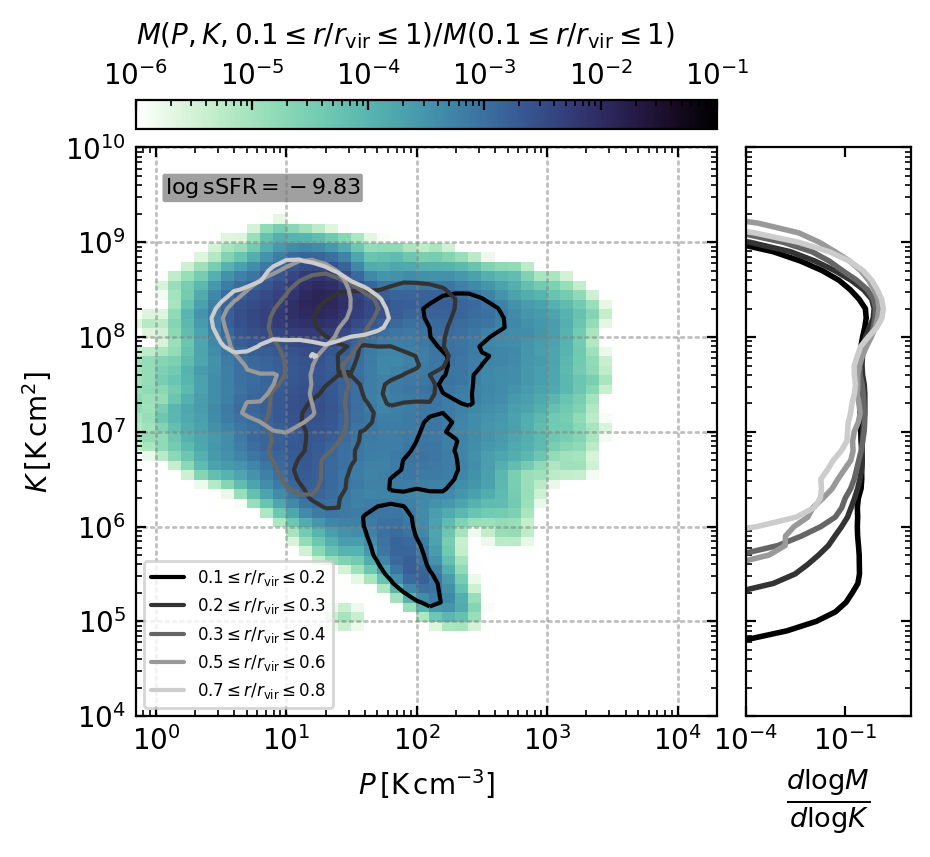 M(P, K, 0.1 ≤ r/r_vir ≤ 1)/M(0.1 ≤ r/r_vir ≤ 1)
10^−6 10^−5 10^−4 10^−3 10^−2 10^−1
log sSFR = −9.83
10^10
10^9
10^8
10^7
10^6
10^5
10^4
K [K cm^2]
0.1 ≤ r/r_vir ≤ 0.2
0.2 ≤ r/r_vir ≤ 0.3
0.3 ≤ r/r_vir ≤ 0.4
0.5 ≤ r/r_vir ≤ 0.6
0.7 ≤ r/r_vir ≤ 0.8
10^0 10^1 10^2 10^3 10^4
P [K cm^−3]
10^−4 10^−1
dlogM
dlogK